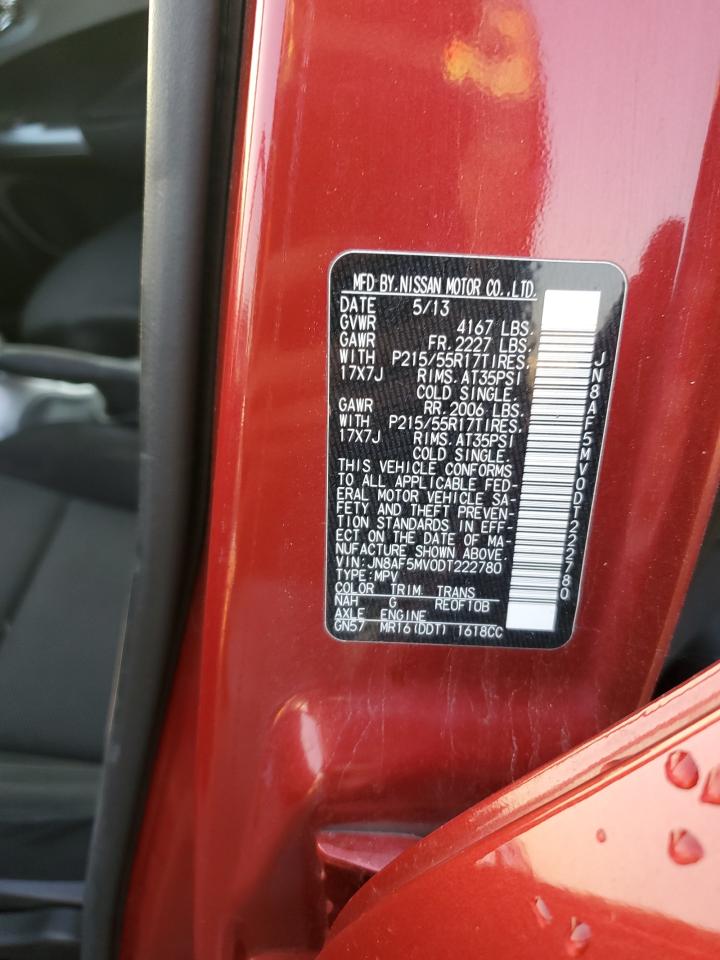 MFD BY.NISSAN MOTOR CO.,LTD.
DATE 5/13
GVWR 4167 LBS.
GAWR FR. 2227 LBS.
WITH P215/55R17TIRES,
17X7J RIMS. AT35PSI
COLD SINGLE.
GAWR RR. 2006 LBS.
WITH P215/55R17TIRES,
17X7J RIMS. AT35PSI
COLD SINGLE.
THIS VEHICLE CONFORMS
TO ALL APPLICABLE FED-
ERAL MOTOR VEHICLE SA-
FETY AND THEFT PREVEN-
TION STANDARDS IN EFF-
ECT ON THE DATE OF MA-
NUFACTURE SHOWN ABOVE.
VIN:JN8AF5MV0DT222780
TYPE:MPV
COLOR TRIM TRANS
NAH G RE0F10B
AXLE ENGINE
GN57 MR16(DDT) 16T8CC
JN8AF5MV0DT222780